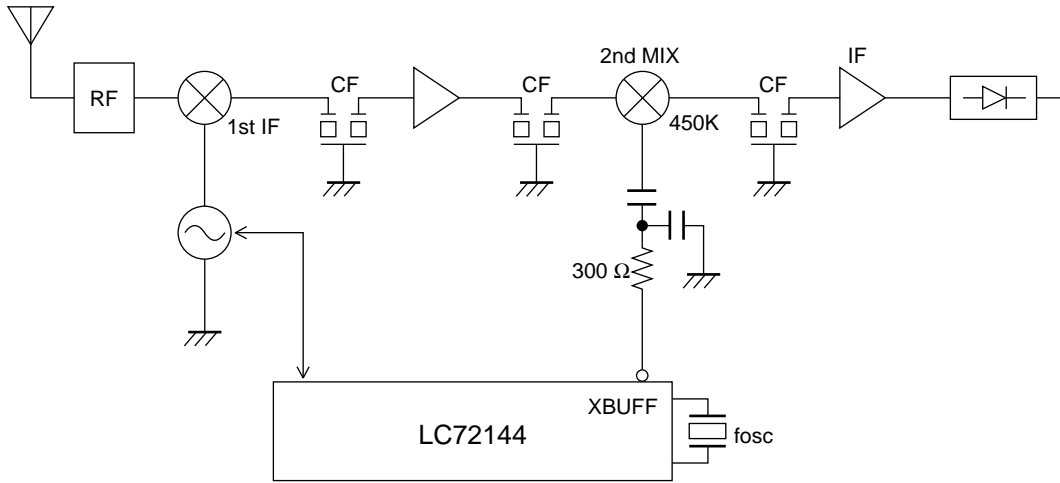 RF
1st IF
CF
CF
2nd MIX
450K
CF
IF
300 Ω
XBUFF
LC72144
fosc